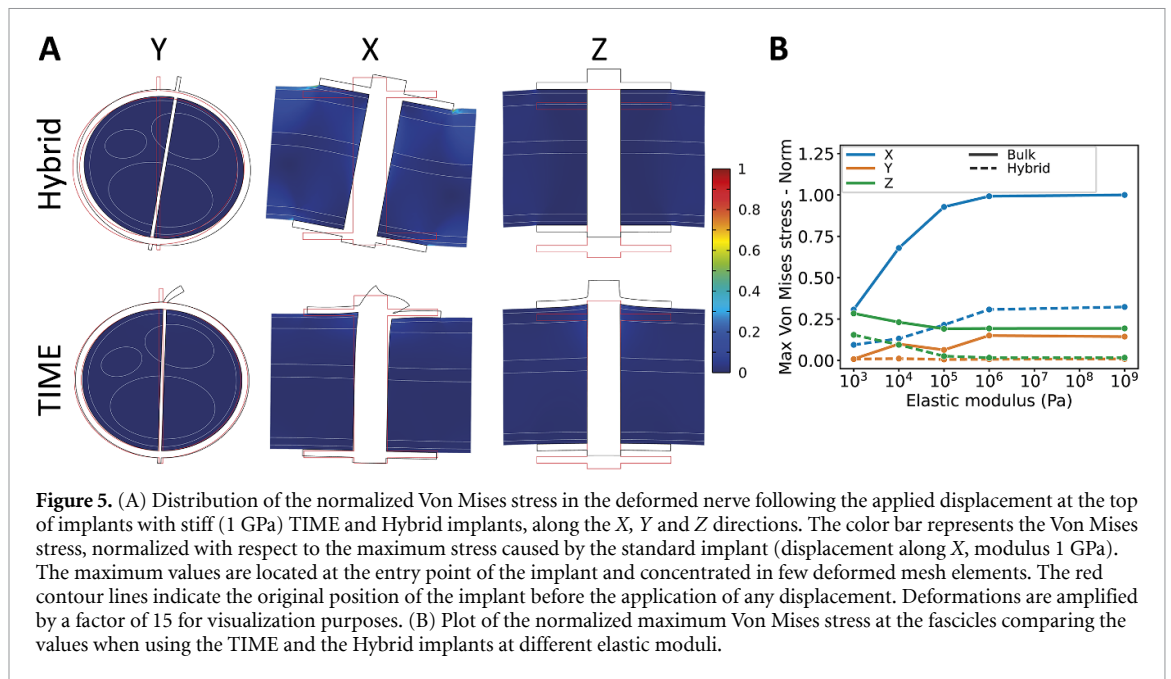 A
Y
X
Z
B
Hybrid
TIME
1
0.8
0.6
0.4
0.2
0
Max Von Mises stress - Norm
1.25
1.00
0.75
0.50
0.25
0.00
X
Y
Z
Bulk
Hybrid
10³ 10⁴ 10⁵ 10⁶ 10⁷ 10⁸ 10⁹
Elastic modulus (Pa)
Figure 5. (A) Distribution of the normalized Von Mises stress in the deformed nerve following the applied displacement at the top
of implants with stiff (1 GPa) TIME and Hybrid implants, along the X, Y and Z directions. The color bar represents the Von Mises
stress, normalized with respect to the maximum stress caused by the standard implant (displacement along X, modulus 1 GPa).
The maximum values are located at the entry point of the implant and concentrated in few deformed mesh elements. The red
contour lines indicate the original position of the implant before the application of any displacement. Deformations are amplified
by a factor of 15 for visualization purposes. (B) Plot of the normalized maximum Von Mises stress at the fascicles comparing the
values when using the TIME and the Hybrid implants at different elastic moduli.